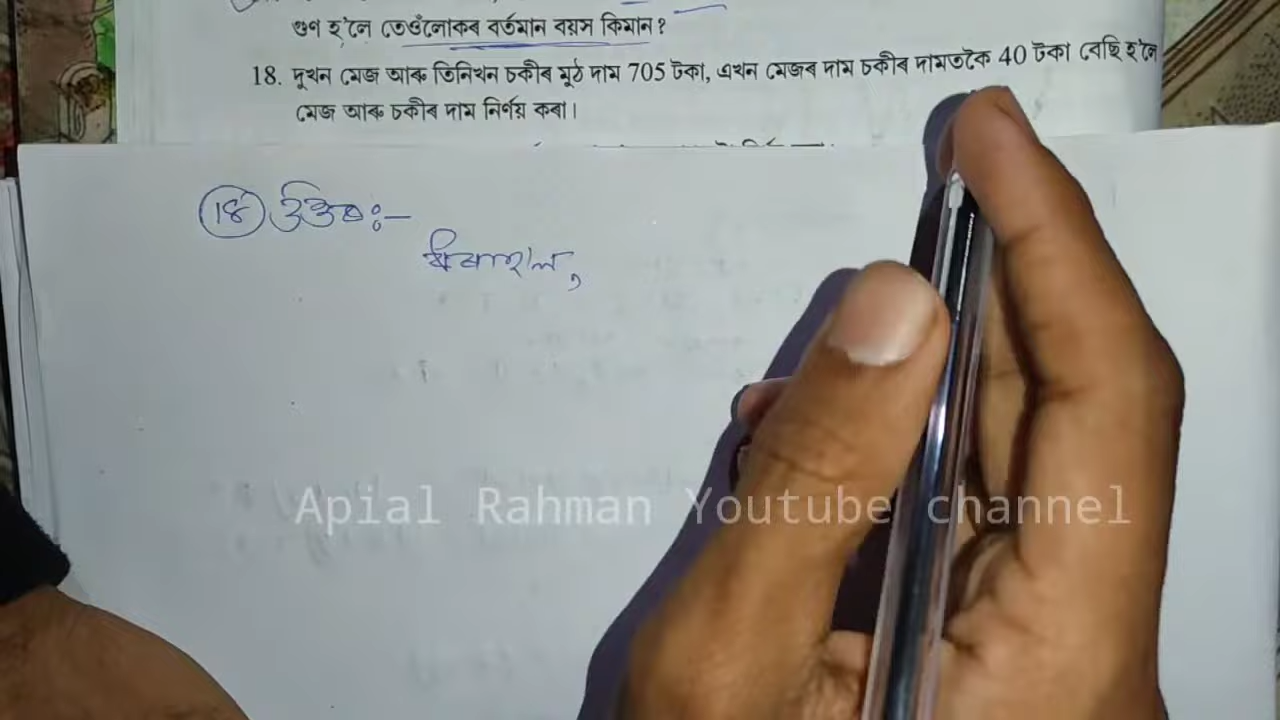 গুণ হ'লে তেওঁলোকৰ বৰ্তমান বয়স কিমান?
18. দুখন মেজ আৰু তিনিখন চকীৰ মুঠ দাম 705 টকা, এখন মেজৰ দাম চকীৰ দামতকৈ 40 টকা বেছি হ'লে
মেজ আৰু চকীৰ দাম নিৰ্ণয় কৰা।
18 উত্তৰঃ-
ধৰাহ'ল,
Apial Rahman Youtube channel